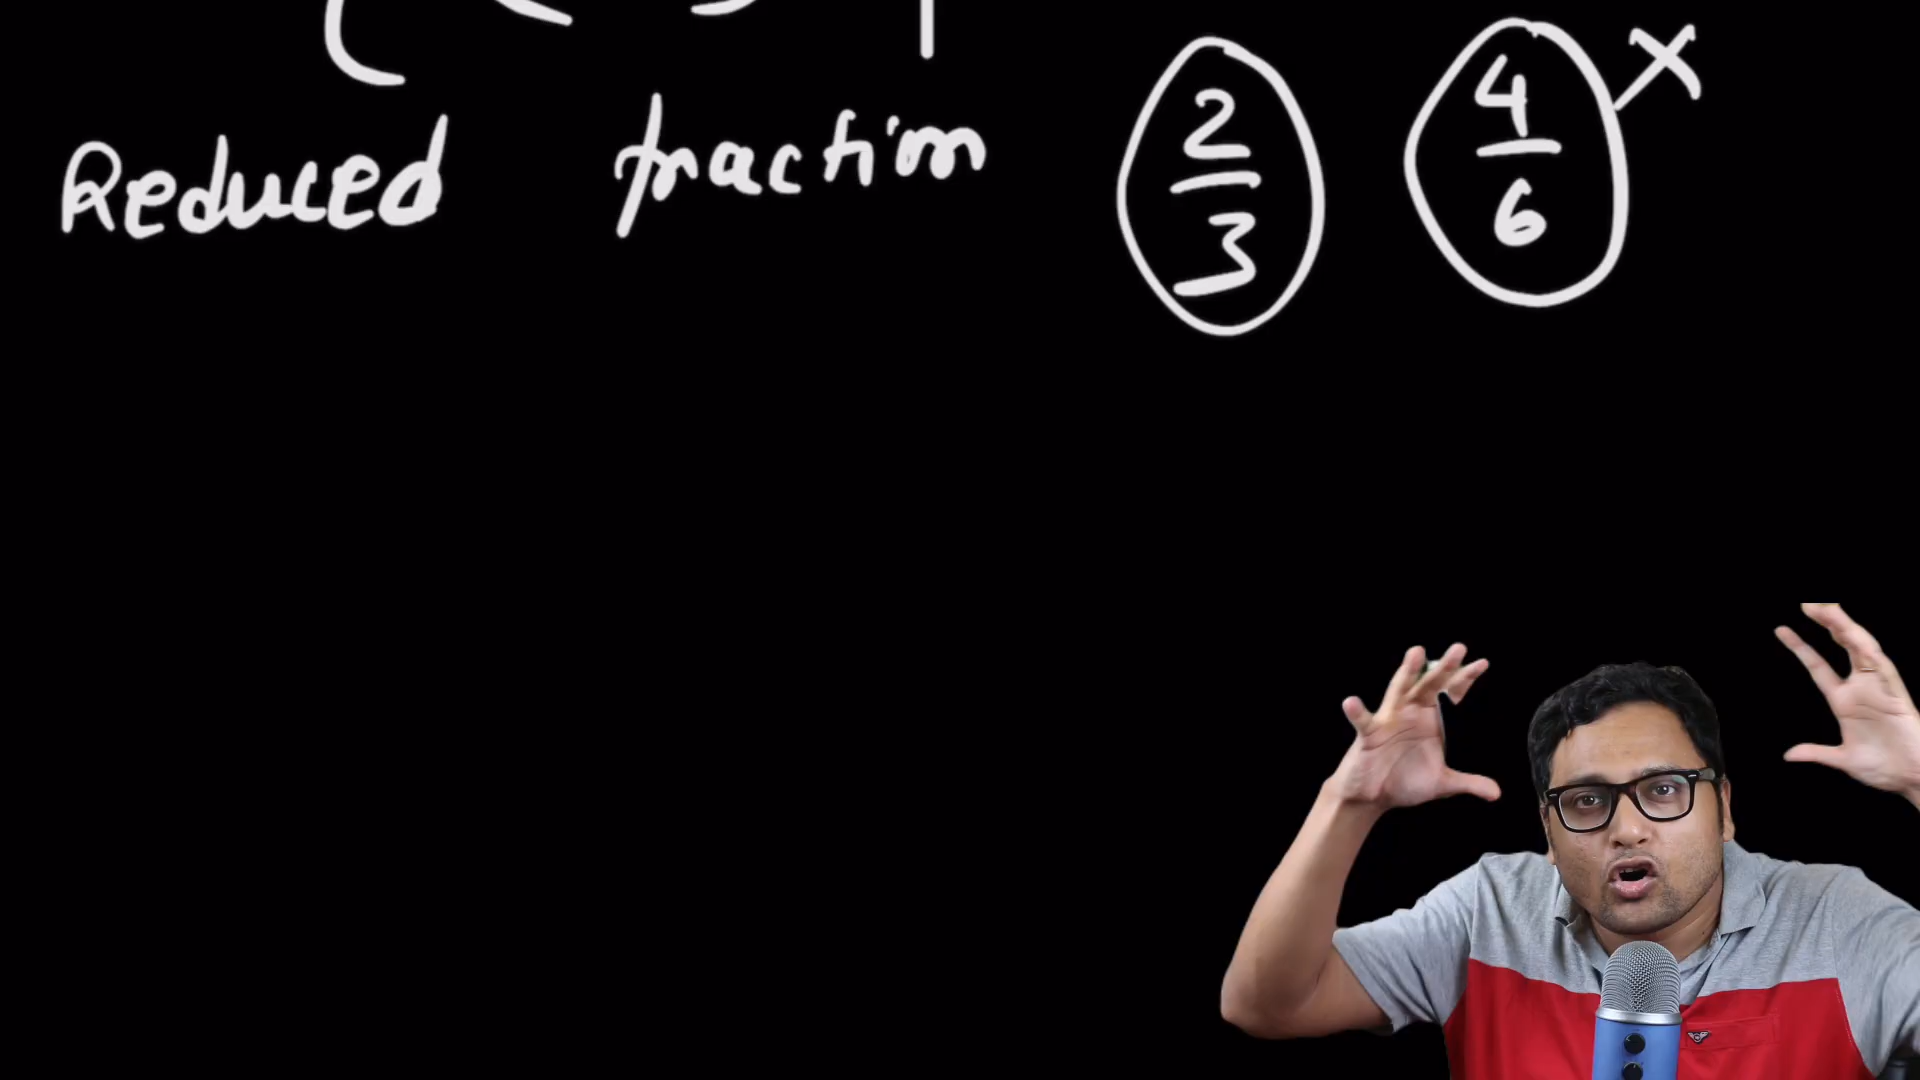 Reduced fraction 2/3 4/6 ×